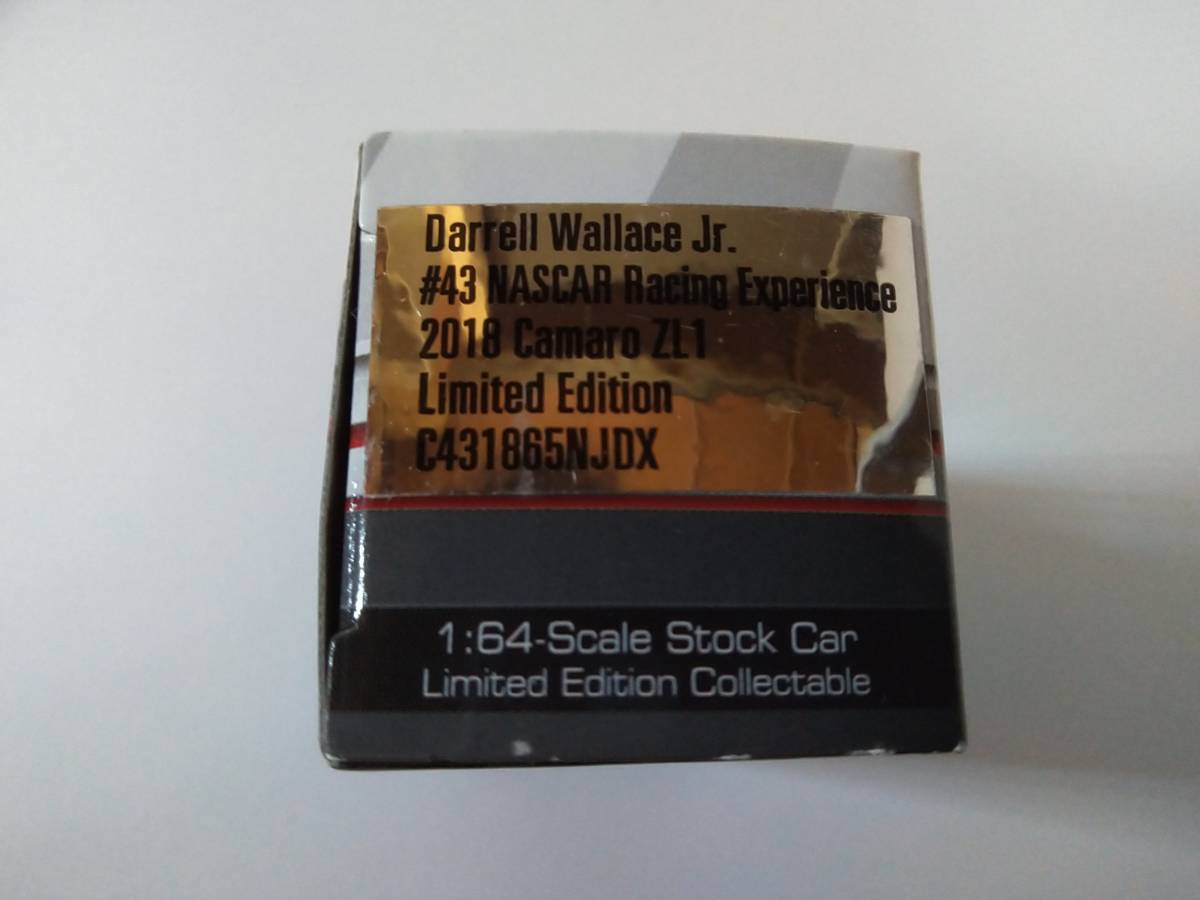 Darrell Wallace Jr.
#43 NASCAR Racing Experience
2018 Camaro ZL1
Limited Edition
C431865NJDX
1:64-Scale Stock Car
Limited Edition Collectable